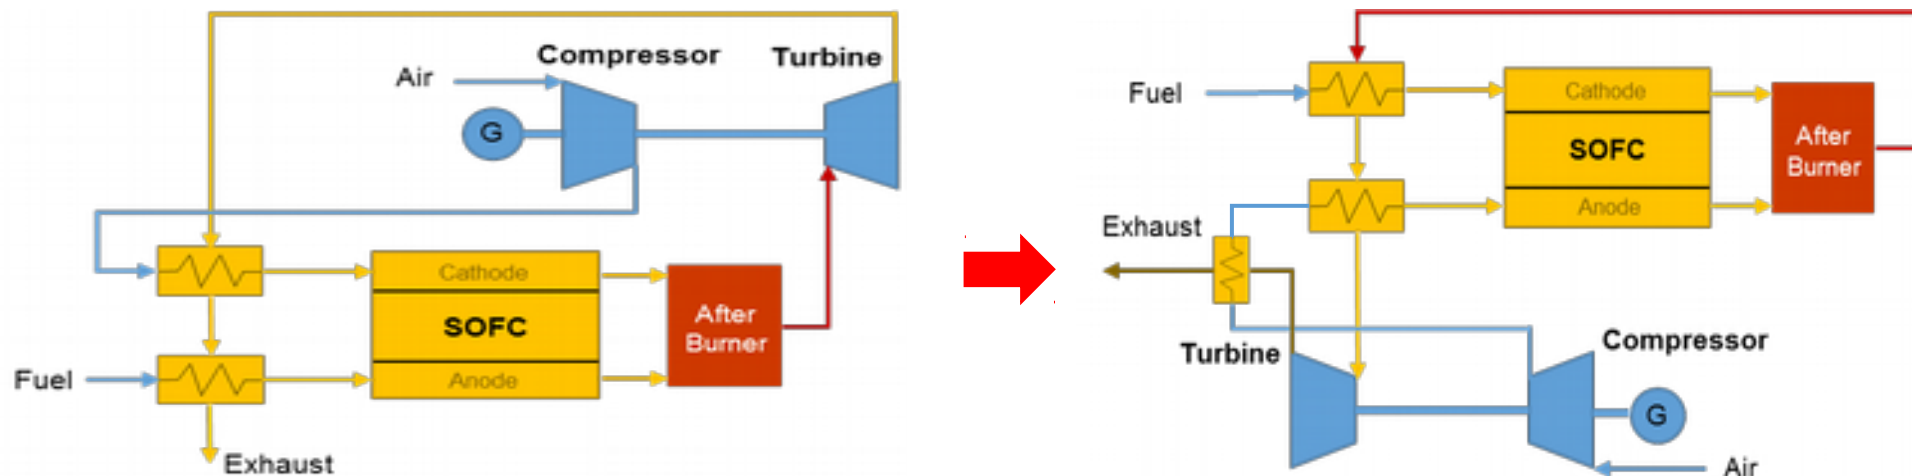 Compressor
Turbine
Air
G
Cathode
SOFC
Anode
After
Burner
Fuel
Exhaust
Fuel
Cathode
SOFC
Anode
After
Burner
Exhaust
Turbine
Compressor
G
Air